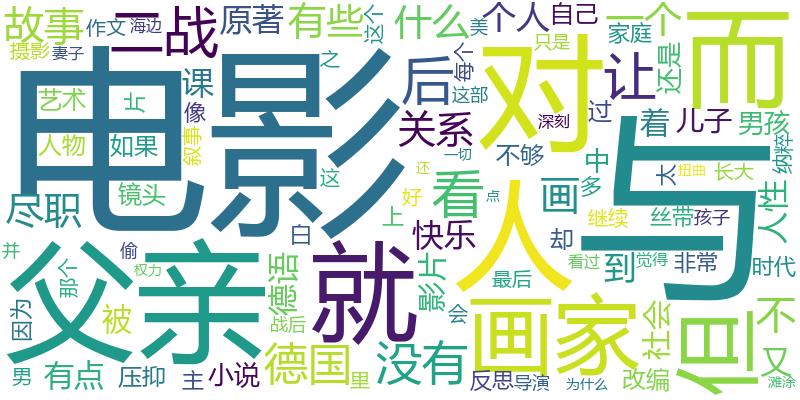 故事
作文
海边
二战
原著
有些
这个
什么
美
个人
自己
一个
而
摄影
妻子
电影
之
后
每
个
这部
对
只是
让
家庭
还是
艺术
片
课
像
叙事
人物
如果
镜头
关系
深刻
过
着
儿子
男孩
纳粹
一切
不够
中
多
太
扭曲
长大
尽职
这
还
看
人
画
与
人性
好
点
继续
丝带
孩子
上
快乐
却
父亲
就
白
并
偷
那个
权力
德语
影片
最后
画家
到
看过
觉得
非常
时代
因为
被
战后
会
社会
但
不
又
男
有点
压抑
主
小说
德国
里
没有
反思
导演
为什么
改编
滩涂